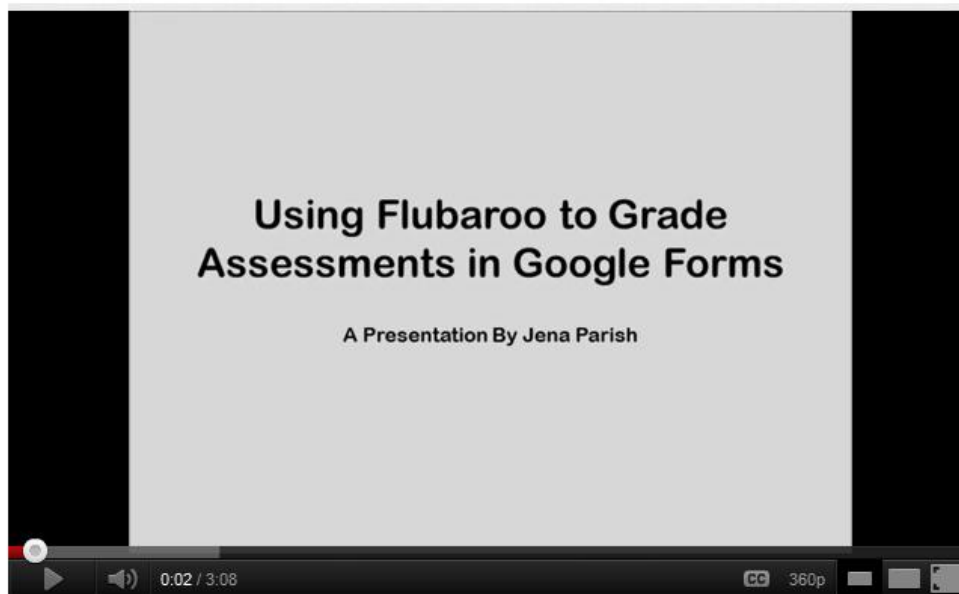 Using Flubaroo to Grade
Assessments in Google Forms
A Presentation By Jena Parish
0:02 / 3:08
CC
360p